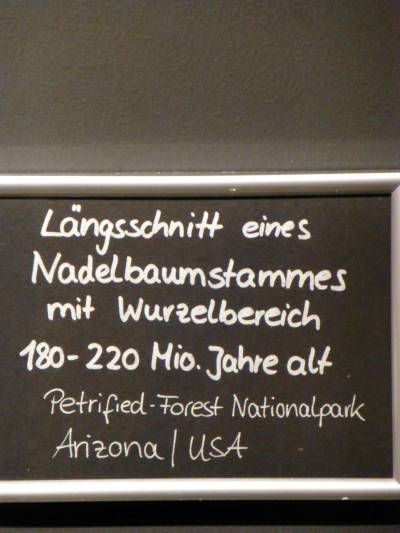 Längsschnitt eines
Nadelbaumstammes
mit Wurzelbereich
180-220 Mio. Jahre alt
Petrified-Forest Nationalpark
Arizona / USA